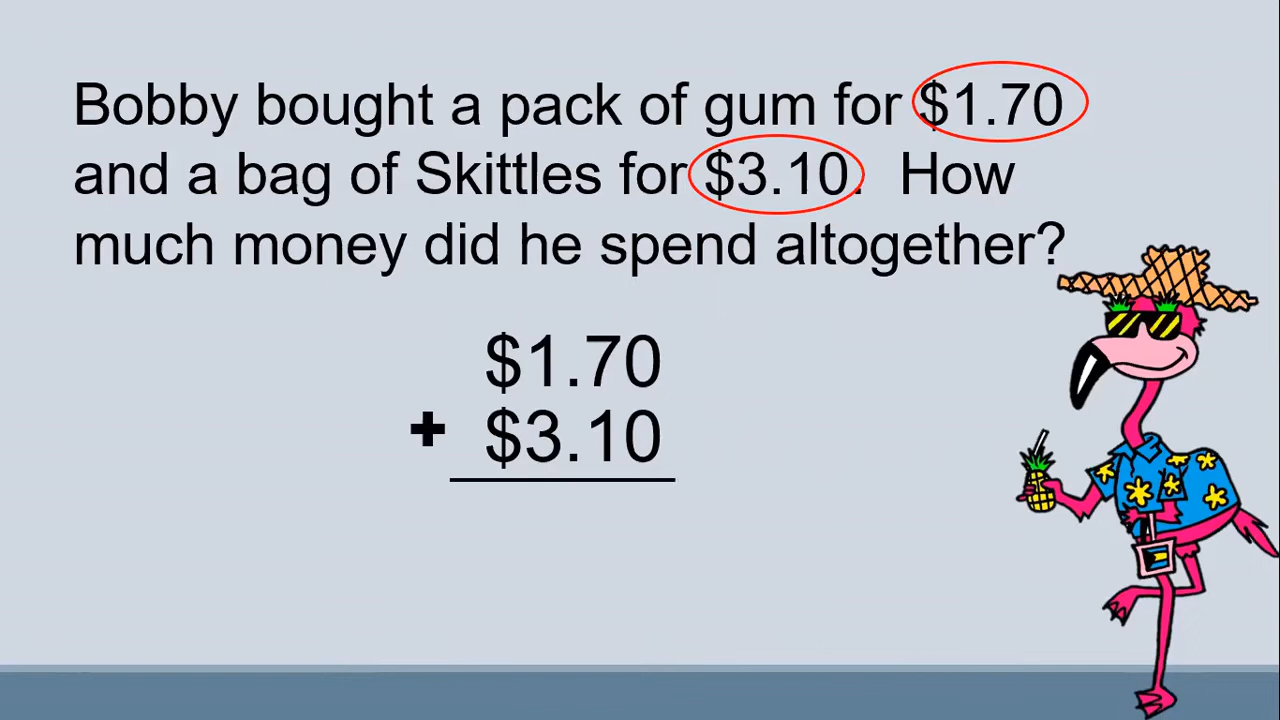 Bobby bought a pack of gum for $1.70
and a bag of Skittles for $3.10. How
much money did he spend altogether?
$1.70
+ $3.10